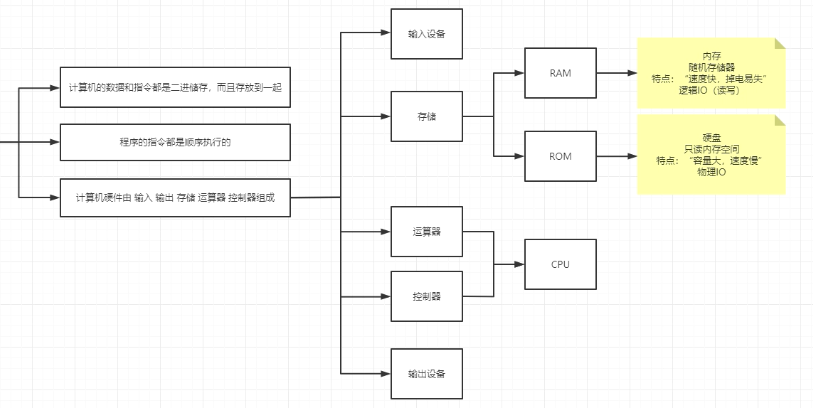 计算机的数据和指令都是二进储存，而且存放到一起
程序的指令都是顺序执行的
计算机硬件由 输入 输出 存储 运算器 控制器组成
输入设备
存储
运算器
控制器
输出设备
RAM
ROM
CPU
内存
随机存储器
特点：“速度快，掉电易失”
逻辑IO（读写）
硬盘
只读内存空间
特点：“容量大，速度慢”
物理IO